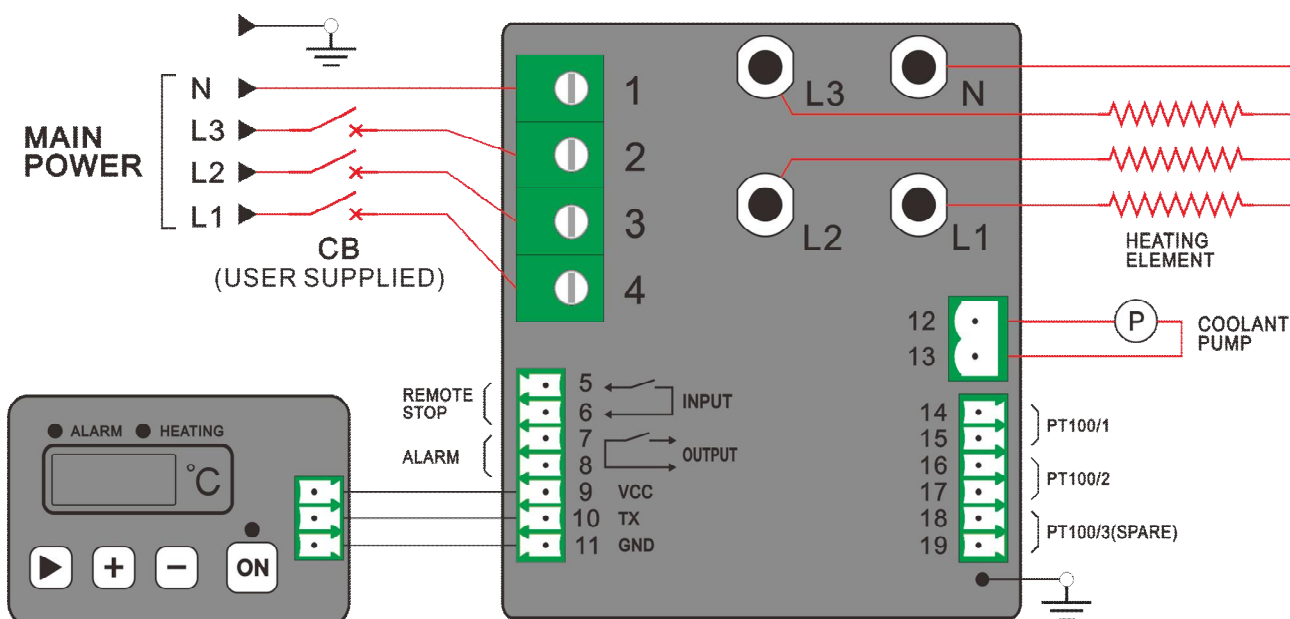 MAIN
POWER
N
L3
L2
L1
CB
(USER SUPPLIED)
1
2
3
4
L3
N
L2
L1
HEATING
ELEMENT
12
13
P
COOLANT
PUMP
REMOTE
STOP
ALARM
5
6
7
8
9
10
11
INPUT
OUTPUT
VCC
TX
GND
14
15
16
17
18
19
PT100/1
PT100/2
PT100/3(SPARE)
ALARM
HEATING
°C
+
−
ON